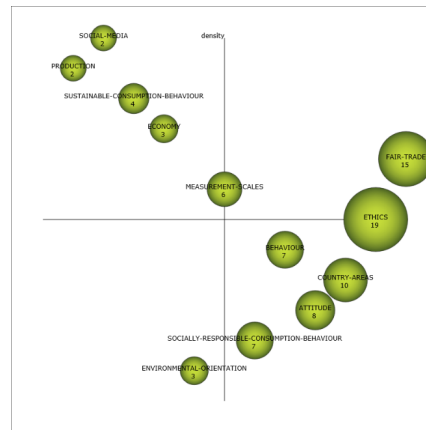 SOCIAL-MEDIA
2
density
PRODUCTION
2
SUSTAINABLE-CONSUMPTION-BEHAVIOUR
4
ECONOMY
3
FAIR-TRADE
15
MEASUREMENT-SCALES
6
ETHICS
19
BEHAVIOUR
7
COUNTRY-AREAS
10
ATTITUDE
8
SOCIALLY-RESPONSIBLE-CONSUMPTION-BEHAVIOUR
7
ENVIRONMENTAL-ORIENTATION
3